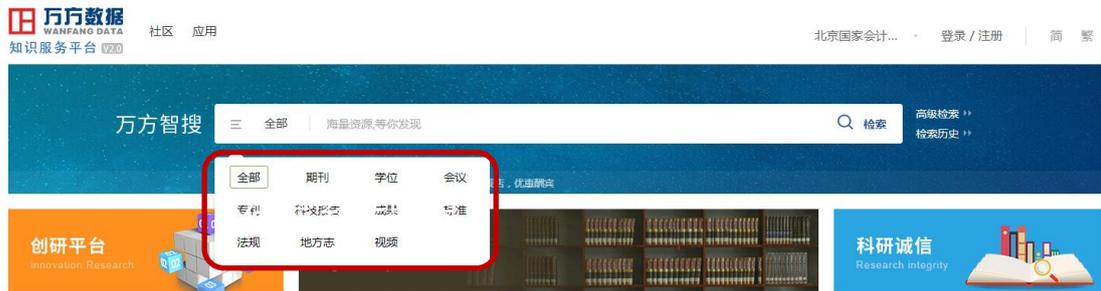 万方数据
WANFANG DATA
知识服务平台 V2.0
社区 应用
北京国家会计... 登录 / 注册 简 繁
万方智搜
全部 海量资源,等你发现 检索
高级检索
检索历史
全部 期刊 学位 会议
店，优惠酬宾
专利 科技报告 成果 标准
法规 地方志 视频
创研平台
innovation Research
科研诚信
Research integrity